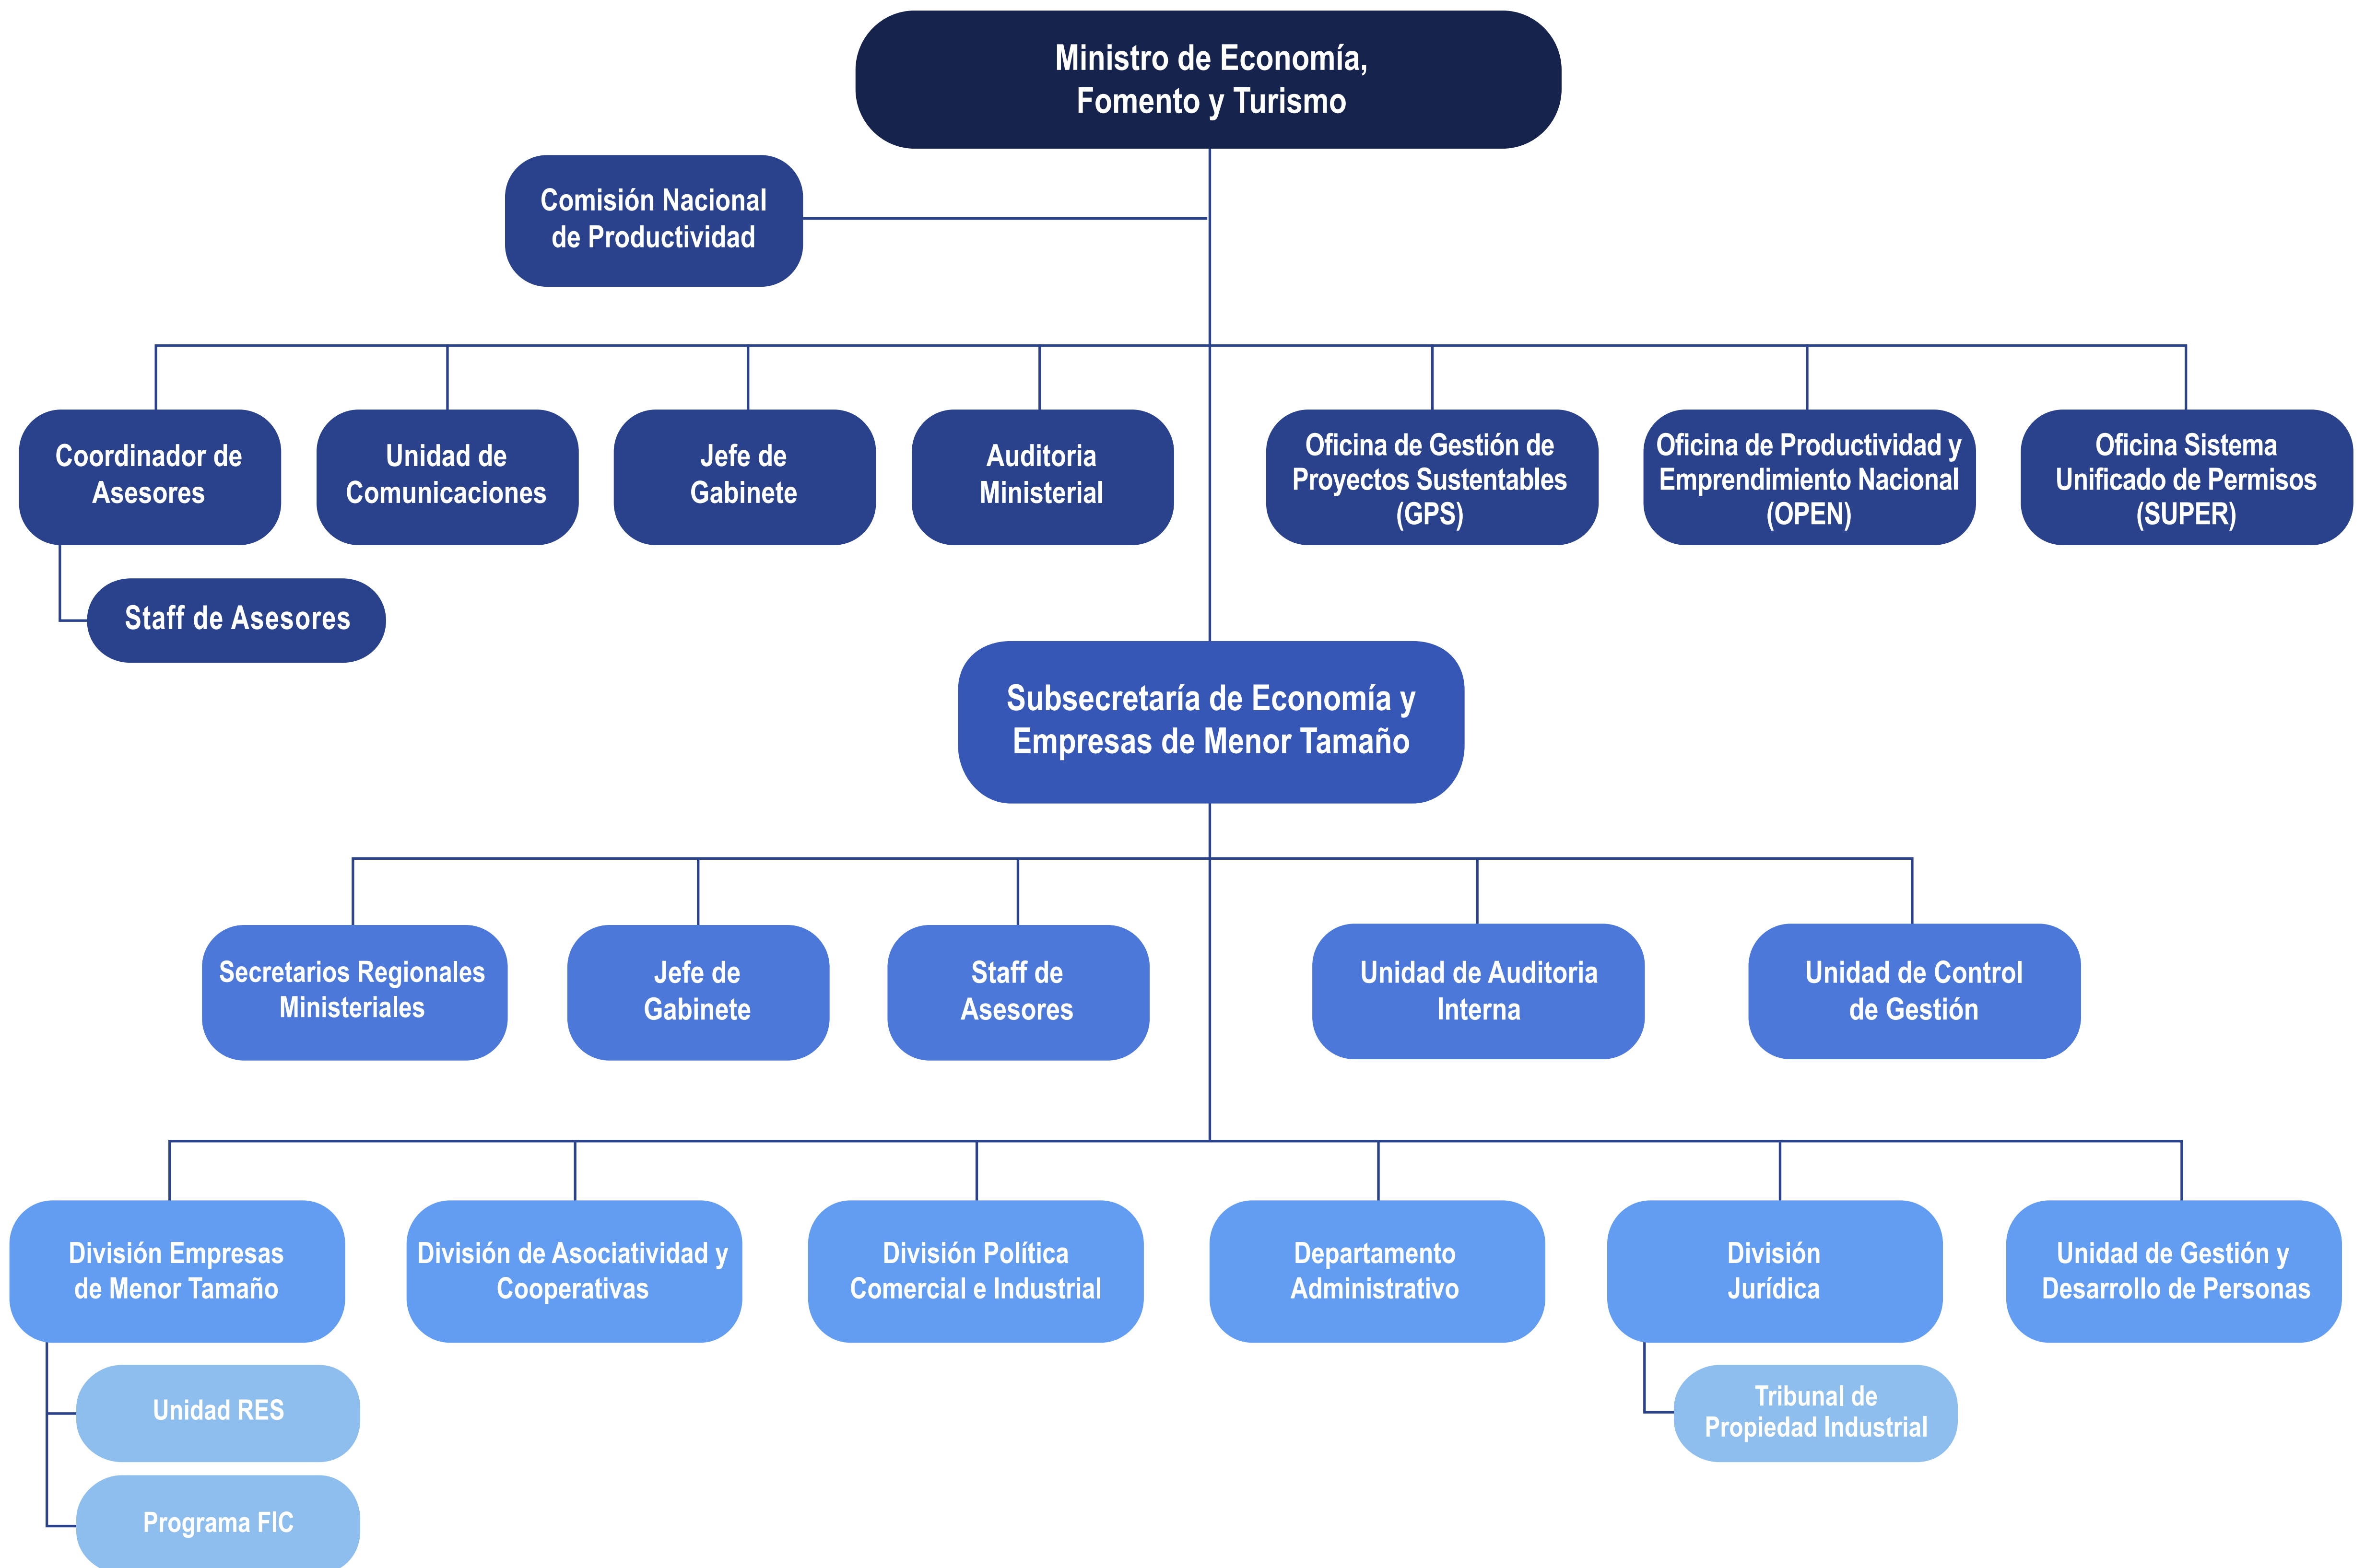 Ministro de Economía,
Fomento y Turismo
Comisión Nacional
de Productividad
Coordinador de
Asesores
Unidad de
Comunicaciones
Jefe de
Gabinete
Auditoria
Ministerial
Oficina de Gestión de
Proyectos Sustentables
(GPS)
Oficina de Productividad y
Emprendimiento Nacional
(OPEN)
Oficina Sistema
Unificado de Permisos
(SUPER)
Staff de Asesores
Subsecretaría de Economía y
Empresas de Menor Tamaño
Secretarios Regionales
Ministeriales
Jefe de
Gabinete
Staff de
Asesores
Unidad de Auditoria
Interna
Unidad de Control
de Gestión
División Empresas
de Menor Tamaño
División de Asociatividad y
Cooperativas
División Política
Comercial e Industrial
Departamento
Administrativo
División
Jurídica
Unidad de Gestión y
Desarrollo de Personas
Unidad RES
Tribunal de
Propiedad Industrial
Programa FIC